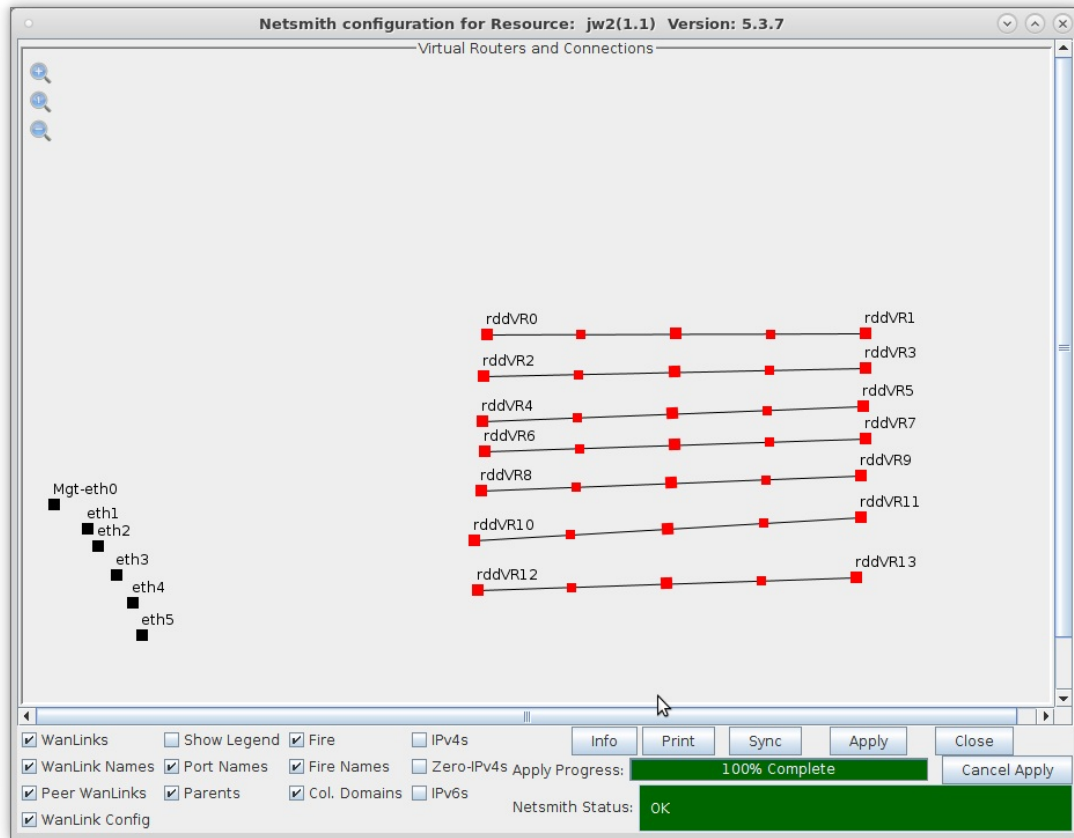 Netsmith configuration for Resource: jw2(1.1) Version: 5.3.7
Virtual Routers and Connections
rddVR0
rddVR1
rddVR2
rddVR3
rddVR4
rddVR5
rddVR6
rddVR7
rddVR8
rddVR9
rddVR10
rddVR11
rddVR12
rddVR13
Mgt-eth0
eth1
eth2
eth3
eth4
eth5
WanLinks Show Legend Fire IPv4s Info Print Sync Apply Close
WanLink Names Port Names Fire Names Zero-IPv4s Apply Progress: 100% Complete Cancel Apply
Peer WanLinks Parents Col. Domains IPv6s Netsmith Status: OK
WanLink Config